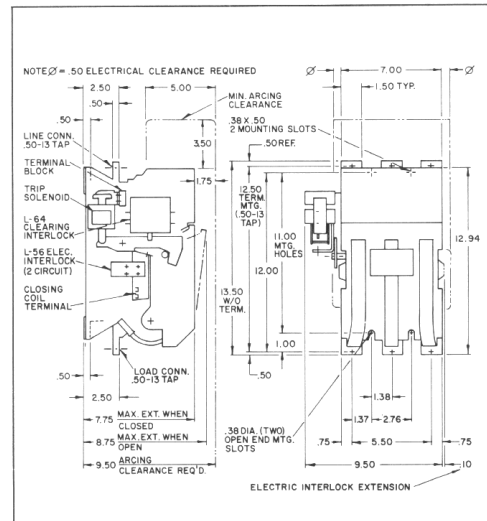 NOTE Ø = .50 ELECTRICAL CLEARANCE REQUIRED
2.50
5.00
.50
.50
MIN. ARCING
CLEARANCE
3.50
1.75
LINE CONN.
.50-13 TAP
TERMINAL
BLOCK
TRIP
SOLENOID
L-64
CLEARING
INTERLOCK
L-56 ELEC.
INTERLOCK
(2 CIRCUIT)
CLOSING
COIL
TERMINAL
LOAD CONN.
.50-13 TAP
.50
2.50
7.75 MAX. EXT. WHEN
CLOSED
8.75 MAX. EXT. WHEN
OPEN
9.50 ARCING
CLEARANCE REQ'D.
Ø
7.00
Ø
1.50 TYP.
.38 X .50
2 MOUNTING SLOTS
.50 REF.
12.50
TERM.
MTG.
(.50-13
TAP)
11.00
MTG.
HOLES
12.00
13.50
W/O
TERM.
12.94
1.00
.50
1.38
1.37
2.76
.38 DIA. (TWO)
OPEN END MTG.
SLOTS
.75
5.50
.75
9.50
.10
ELECTRIC INTERLOCK EXTENSION